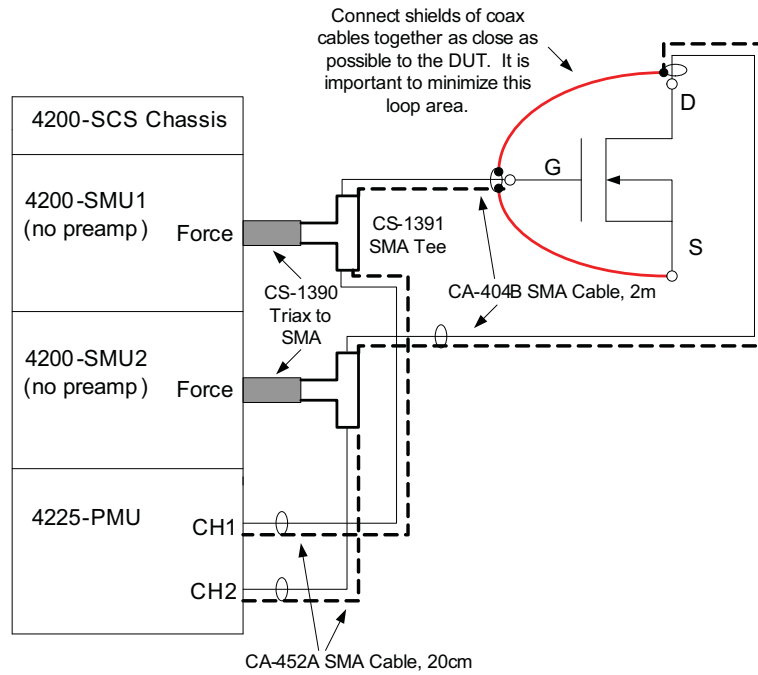 Connect shields of coax
cables together as close as
possible to the DUT. It is
important to minimize this
loop area.
4200-SCS Chassis
D
4200-SMU1
(no preamp)
Force
G
CS-1391
SMA Tee
S
CS-1390
Triax to
SMA
CA-404B SMA Cable, 2m
4200-SMU2
(no preamp)
Force
4225-PMU
CH1
CH2
CA-452A SMA Cable, 20cm